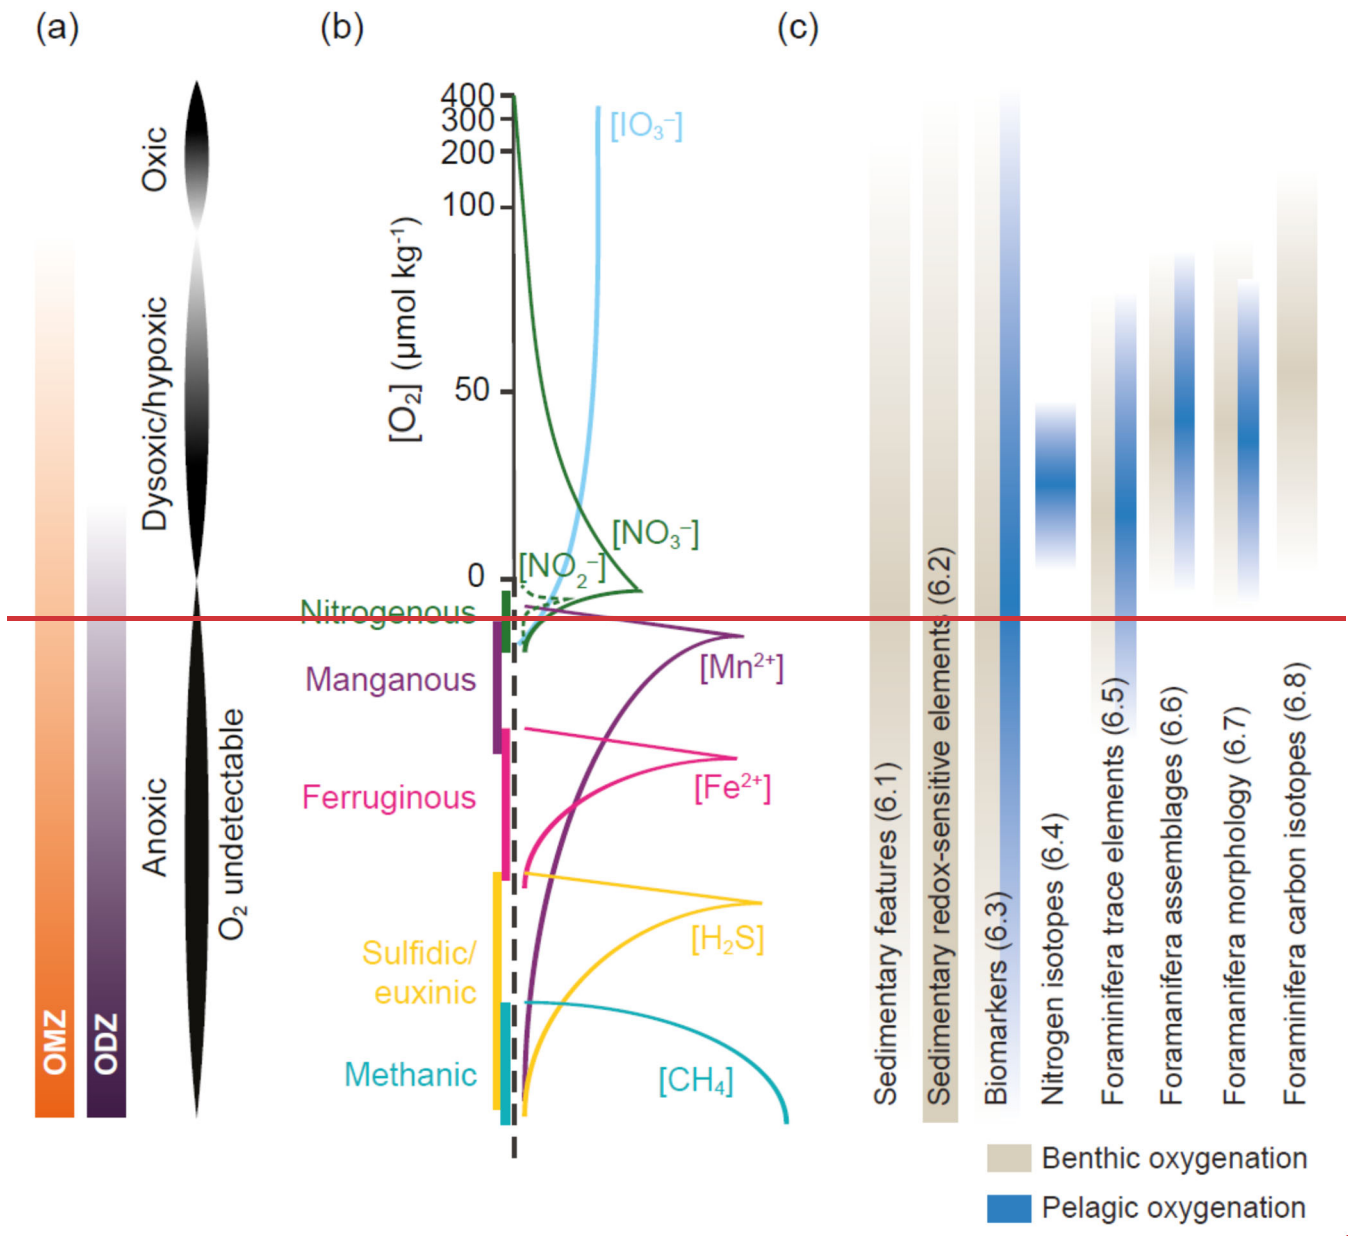 (a)
(b)
(c)
Oxic
Dysoxic/hypoxic
Anoxic
O₂ undetectable
OMZ
ODZ
[O₂] (μmol kg⁻¹)
400
300
200
100
50
0
[IO₃⁻]
[NO₃⁻]
[NO₂⁻]
Nitrogenous
Manganous
[Mn²⁺]
Ferruginous
[Fe²⁺]
Sulfidic/
euxinic
[H₂S]
Methanic
[CH₄]
Sedimentary features (6.1)
Sedimentary redox-sensitive elements (6.2)
Biomarkers (6.3)
Nitrogen isotopes (6.4)
Foraminifera trace elements (6.5)
Foramanifera assemblages (6.6)
Foramanifera morphology (6.7)
Foraminifera carbon isotopes (6.8)
Benthic oxygenation
Pelagic oxygenation